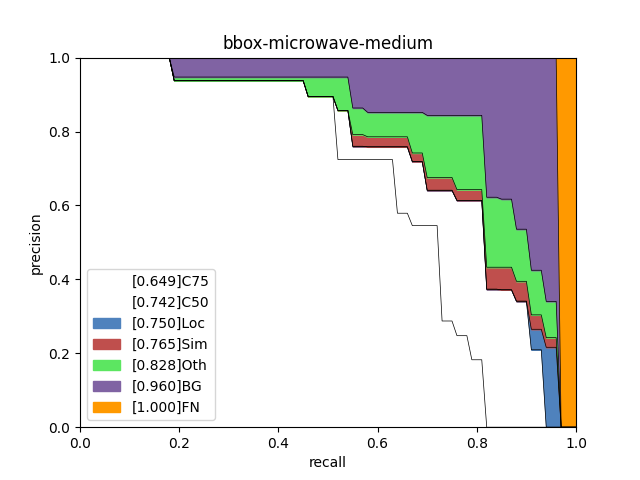 bbox-microwave-medium
1.0
0.8
0.6
0.4
0.2
0.0
precision
[0.649]C75
[0.742]C50
[0.750]Loc
[0.765]Sim
[0.828]Oth
[0.960]BG
[1.000]FN
0.0 0.2 0.4 0.6 0.8 1.0
recall